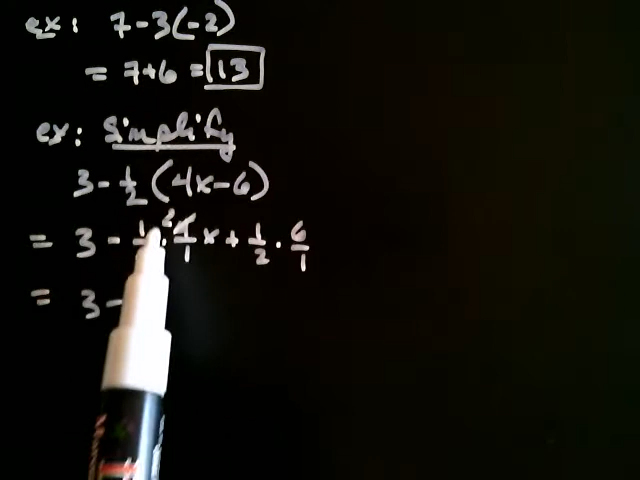 ex: 7-3(-2)
= 7+6 = 13
ex: Simplify
3 - 1/2 (4x-6)
= 3 - 1/ · 4/1 2 x + 1/2 · 6/1
= 3 -